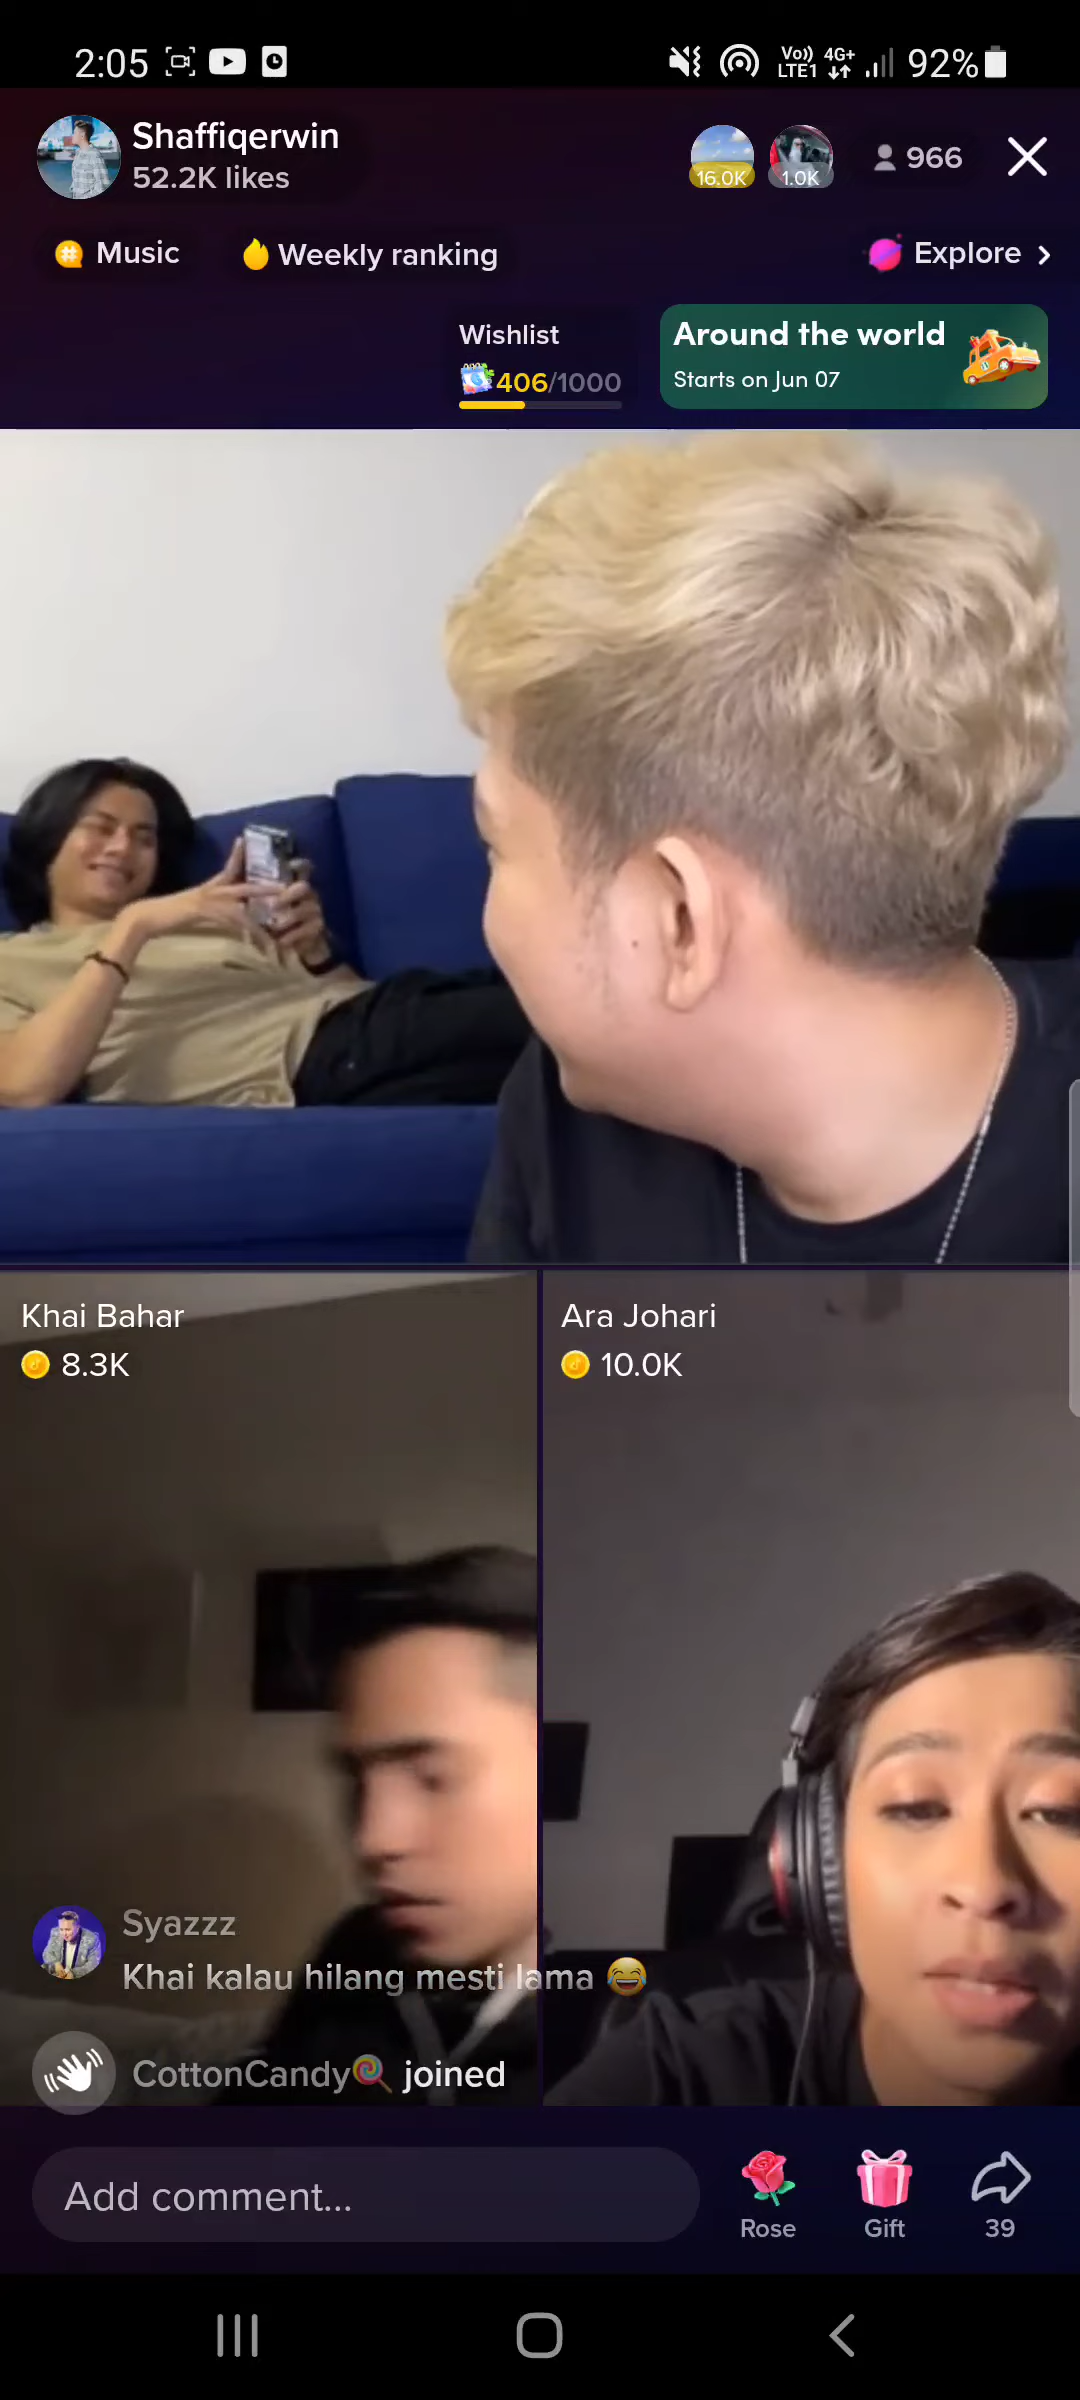 2:05
Vo)) LTE1 4G+ 92%
Shaffiqerwin
52.2K likes
16.0K
1.0K
966
Music
Weekly ranking
Explore
Wishlist
406/1000
Around the world
Starts on Jun 07
Khai Bahar
8.3K
Ara Johari
10.0K
Syazzz
Khai kalau hilang mesti lama 😂
CottonCandy🍭 joined
Add comment...
Rose
Gift
39